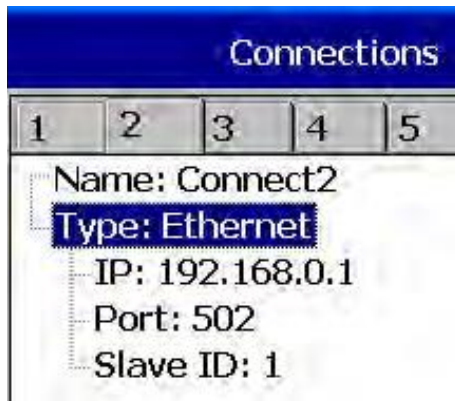 Connections
1 2 3 4 5
Name: Connect2
Type: Ethernet
IP: 192.168.0.1
Port: 502
Slave ID: 1